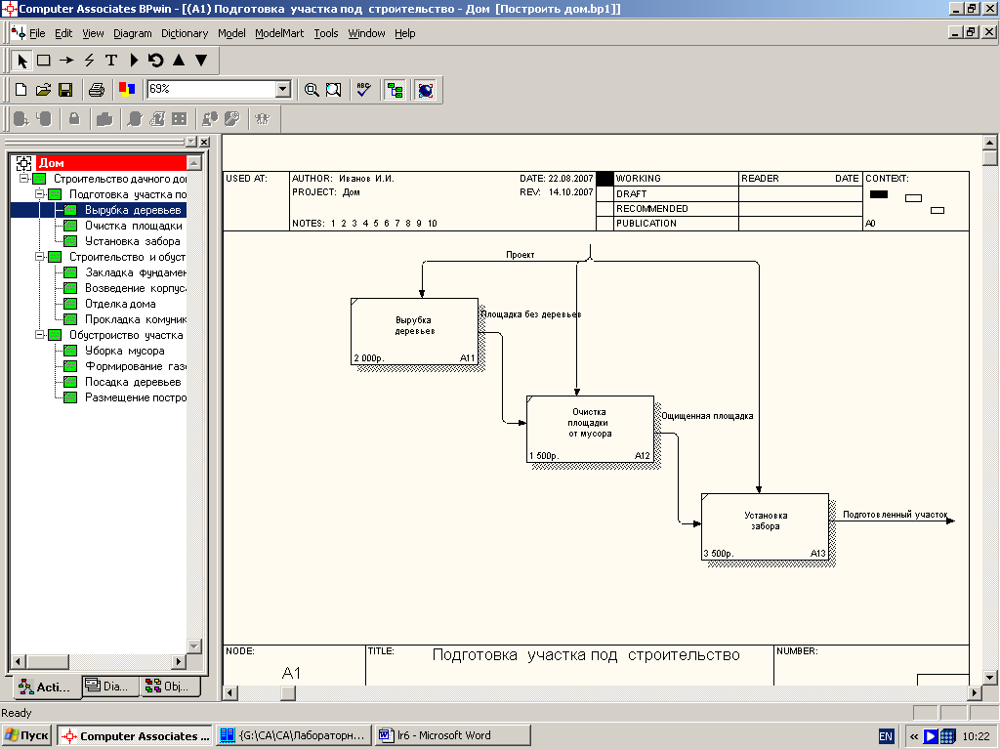 Computer Associates BPwin - [(A1) Подготовка участка под строительство - Дом [Построить дом.bp1]]
File Edit View Diagram Dictionary Model ModelMart Tools Window Help
T
69%
ABC
Дом
Строительство дачного дом
Подготовка участка по
Вырубка деревьев
Очистка площадки
Установка забора
Строительство и обуст
Закладка фундамен
Возведение корпус
Отделка дома
Прокладка комуник
Обустроиство участка
Уборка мусора
Формирование газо
Посадка деревьев
Размещение постро
Acti... Dia... Obj...
USED AT:
AUTHOR: Иванов И.И.
DATE: 22.08.2007
PROJECT: Дом
REV: 14.10.2007
NOTES: 1 2 3 4 5 6 7 8 9 10
WORKING
DRAFT
RECOMMENDED
PUBLICATION
READER DATE
CONTEXT:
A0
Проект
Вырубка
деревьев
2 000р. A11
Площадка без деревьев
Очистка
площадки
от мусора
1 500р. A12
Ощищенная площадка
Установка
забора
3 500р. A13
Подготовленный участок
NODE:
A1
TITLE:
Подготовка участка под строительство
NUMBER:
Ready
Пуск
Computer Associates ...
{G:\CA\CA\Лабораторн...
lr6 - Microsoft Word
EN
«
10:22